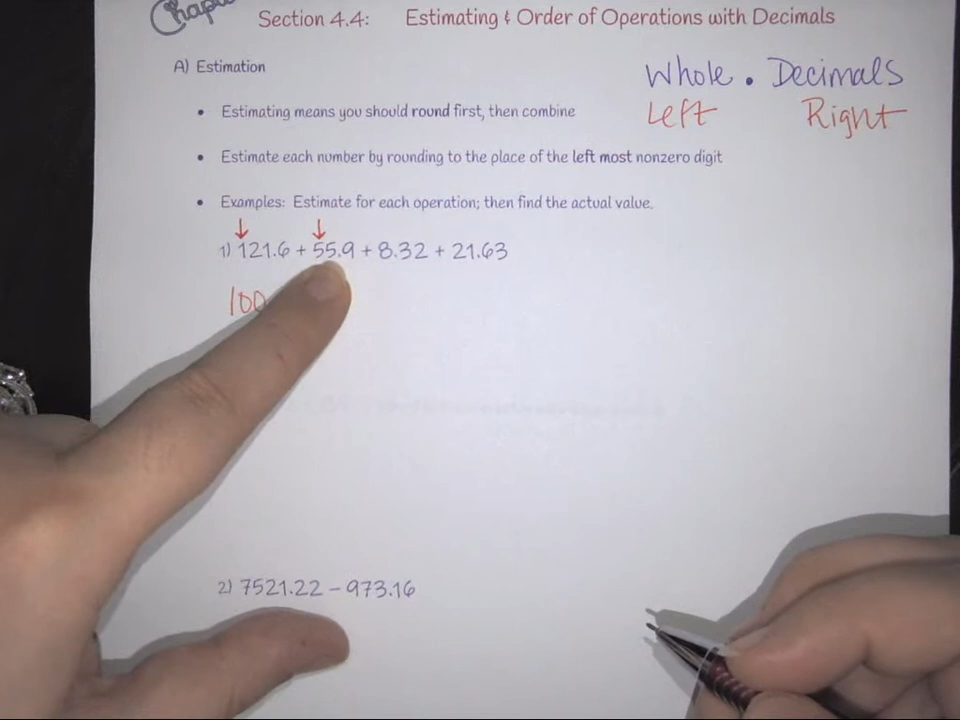 Section 4.4: Estimating & Order of Operations with Decimals
A) Estimation
Whole . Decimals
Left Right
• Estimating means you should round first, then combine
• Estimate each number by rounding to the place of the left most nonzero digit
• Examples: Estimate for each operation; then find the actual value.
1) 121.6 + 55.9 + 8.32 + 21.63
100
2) 7521.22 – 973.16